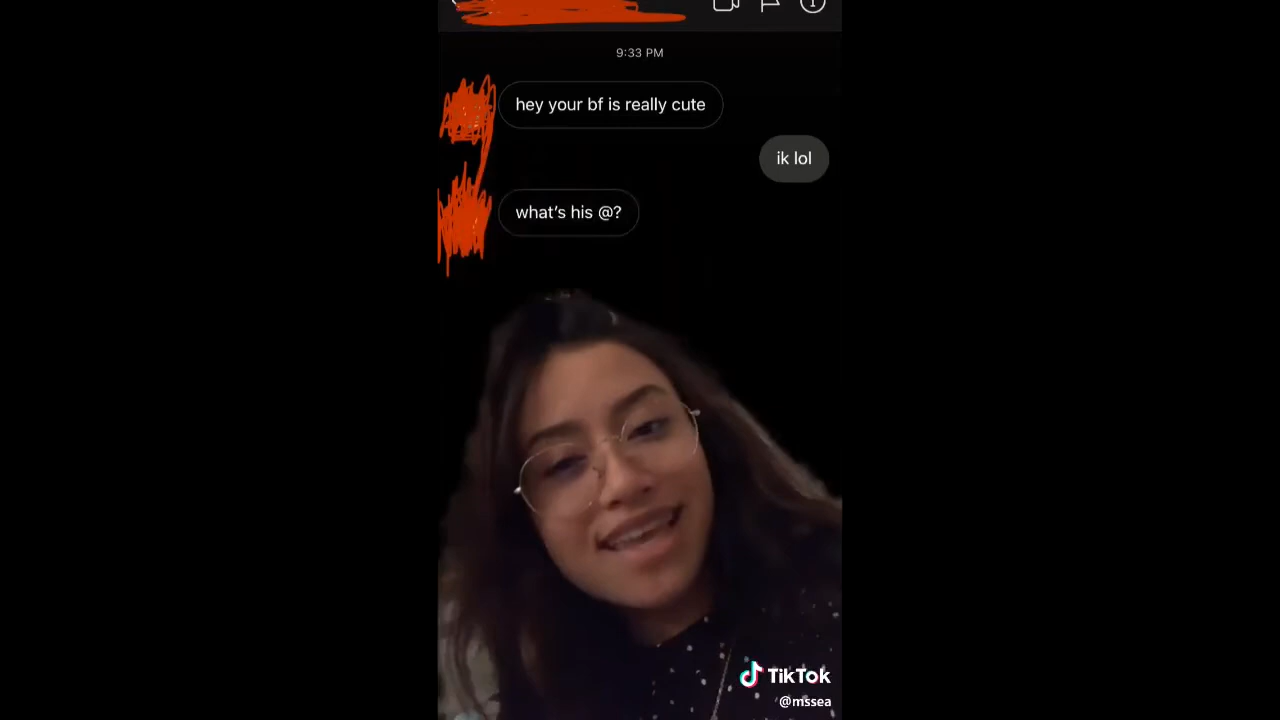 9:33 PM
hey your bf is really cute
ik lol
what's his @?
TikTok
@mssea